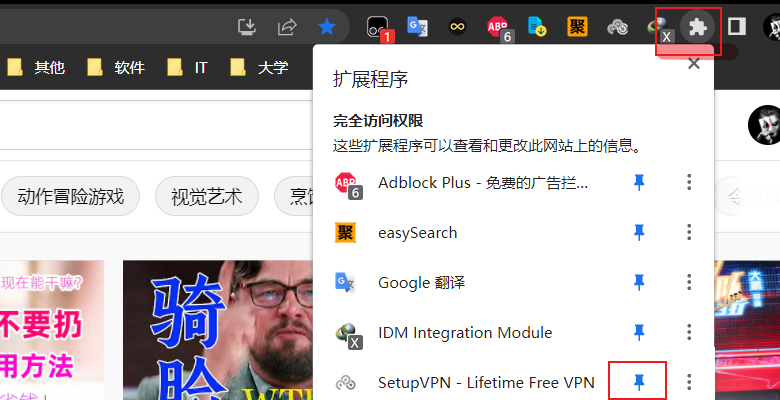 1
6
聚
X
其他
软件
IT
大学
扩展程序
完全访问权限
这些扩展程序可以查看和更改此网站上的信息。
ABP
6
Adblock Plus - 免费的广告拦...
聚
easySearch
Google 翻译
X
IDM Integration Module
SetupVPN - Lifetime Free VPN
动作冒险游戏
视觉艺术
烹
现在能干嘛?
不要扔
用方法
骑
脸